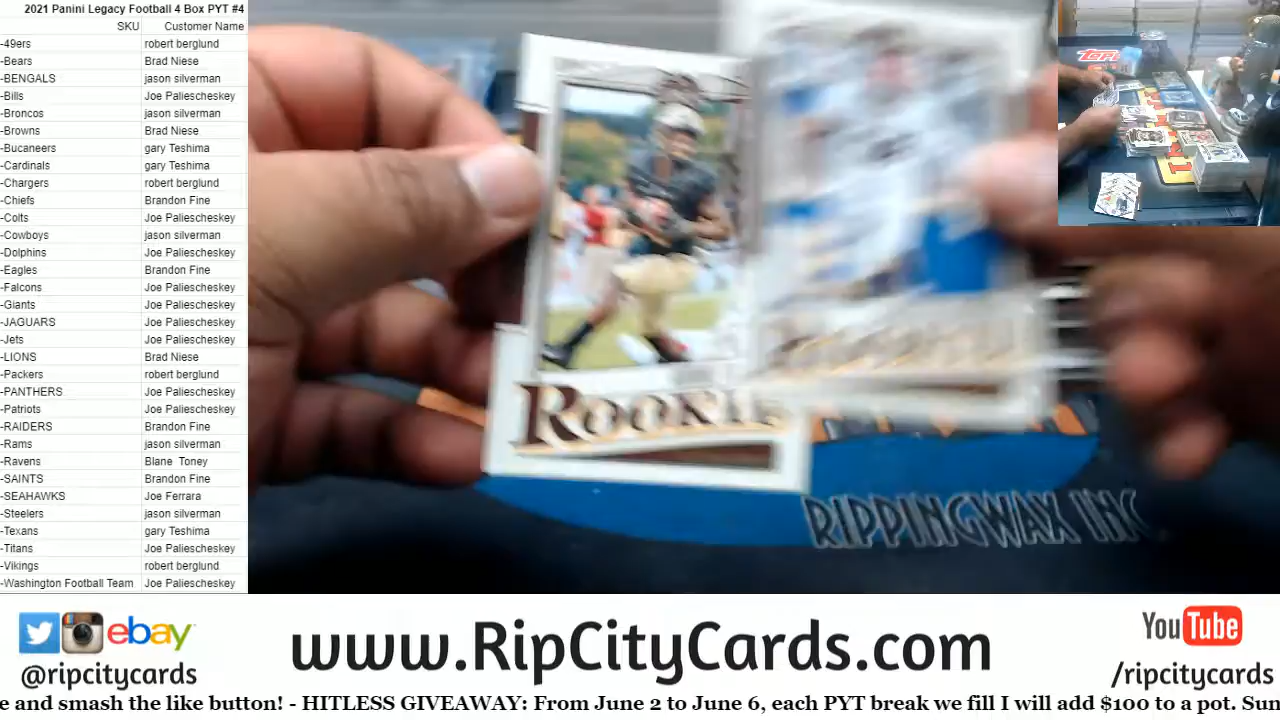 2021 Panini Legacy Football 4 Box PYT #4
SKU Customer Name
-49ers robert berglund
-Bears Brad Niese
-BENGALS jason silverman
-Bills Joe Paliescheskey
-Broncos jason silverman
-Browns Brad Niese
-Bucaneers gary Teshima
-Cardinals gary Teshima
-Chargers robert berglund
-Chiefs Brandon Fine
-Colts Joe Paliescheskey
-Cowboys jason silverman
-Dolphins Joe Paliescheskey
-Eagles Brandon Fine
-Falcons Joe Paliescheskey
-Giants Joe Paliescheskey
-JAGUARS Joe Paliescheskey
-Jets Joe Paliescheskey
-LIONS Brad Niese
-Packers robert berglund
-PANTHERS Joe Paliescheskey
-Patriots Joe Paliescheskey
-RAIDERS Brandon Fine
-Rams jason silverman
-Ravens Blane Toney
-SAINTS Brandon Fine
-SEAHAWKS Joe Ferrara
-Steelers jason silverman
-Texans gary Teshima
-Titans Joe Paliescheskey
-Vikings robert berglund
-Washington Football Team Joe Paliescheskey
TOPPS
ROOKIE
RIPPINGWAX INC
ebay
@ripcitycards
www.RipCityCards.com
YouTube
/ripcitycards
e and smash the like button! - HITLESS GIVEAWAY: From June 2 to June 6, each PYT break we fill I will add $100 to a pot. Sun